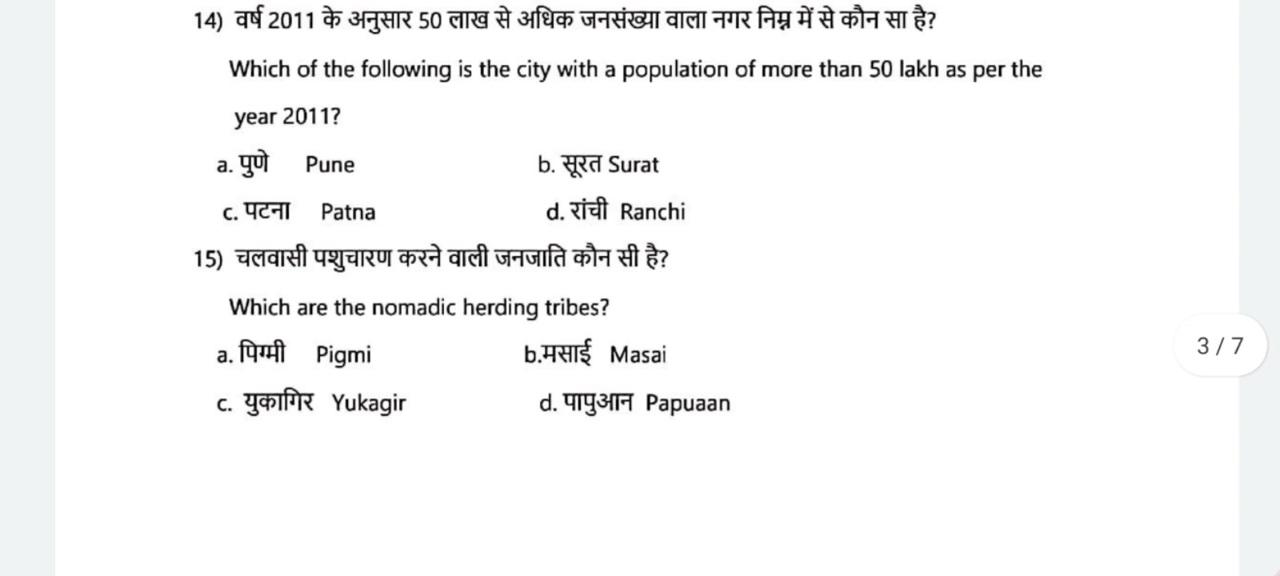 14) वर्ष 2011 के अनुसार 50 लाख से अधिक जनसंख्या वाला नगर निम्न में से कौन सा है?
Which of the following is the city with a population of more than 50 lakh as per the
year 2011?
a. पुणे Pune b. सूरत Surat
c. पटना Patna d. रांची Ranchi
15) चलवासी पशुचारण करने वाली जनजाति कौन सी है?
Which are the nomadic herding tribes?
a. पिग्मी Pigmi b.मसाई Masai
3 / 7
c. युकागिर Yukagir d. पापुआन Papuaan